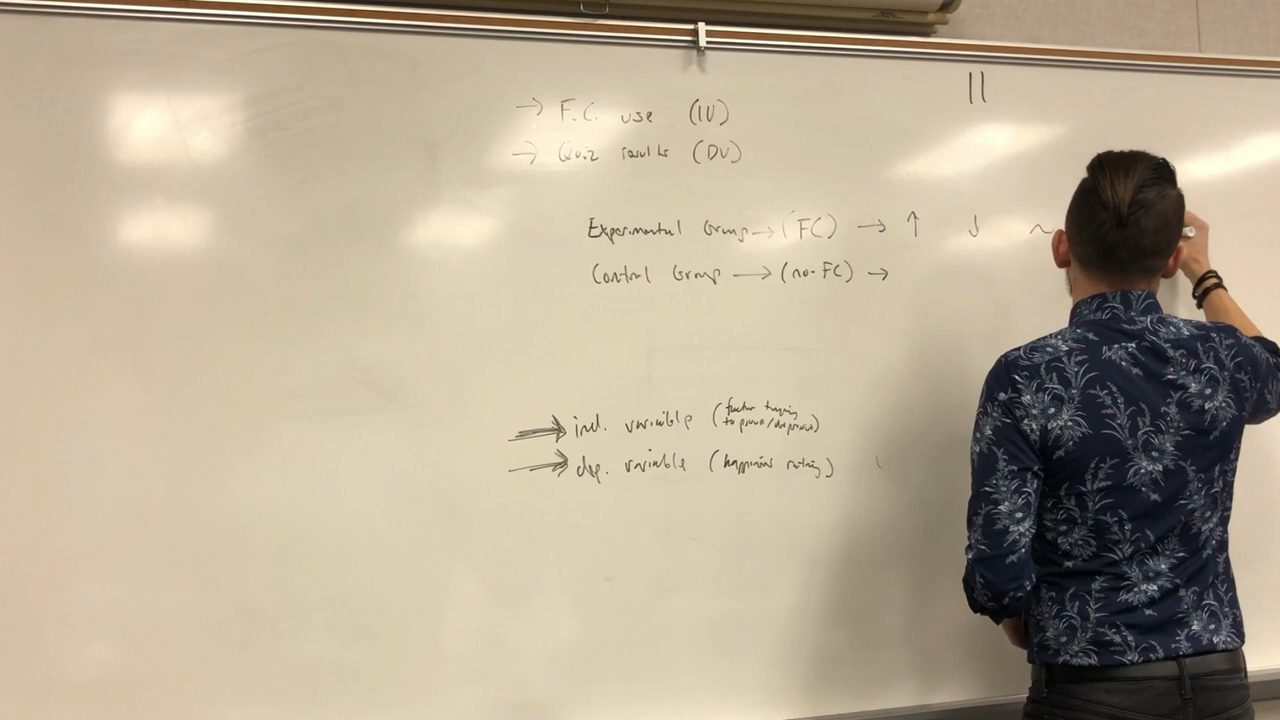 ||
→ F.C. use (IV)
→ Quiz results (DV)
Experimental Group → (FC) → ↑ ↓ ~
Control Group → (no-FC) →
→ ind. variable (factor trying
to prove/disprove)
→ dep. variable (happiness rating)